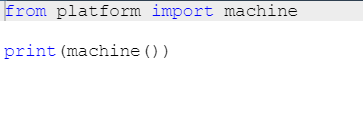 from platform import machine
print(machine())